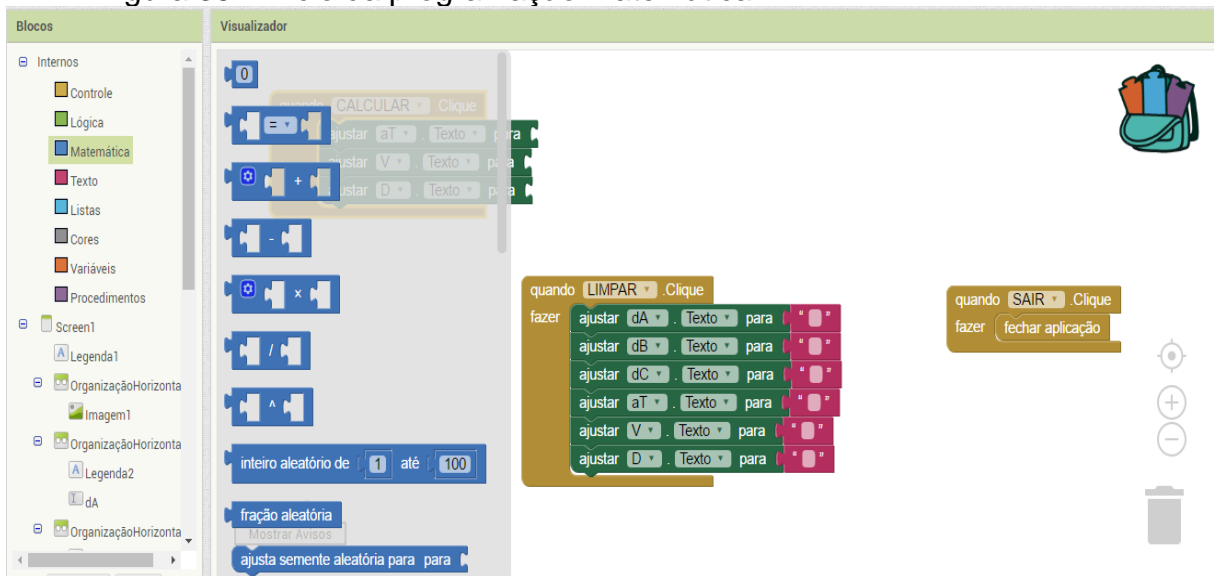 Blocos
Visualizador
Internos
Controle
Lógica
Matemática
Texto
Listas
Cores
Variáveis
Procedimentos
Screen1
Legenda1
OrganizaçãoHorizonta
Imagem1
OrganizaçãoHorizonta
Legenda2
dA
OrganizaçãoHorizonta
0
=
+
-
×
/
^
inteiro aleatório de 1 até 100
fração aleatória
Mostrar Avisos
ajusta semente aleatória para para
quando CALCULAR . Clique
ajustar aT . Texto para
ajustar V . Texto para
ajustar D . Texto para
quando LIMPAR .Clique
fazer ajustar dA . Texto para " "
ajustar dB . Texto para " "
ajustar dC . Texto para " "
ajustar aT . Texto para " "
ajustar V . Texto para " "
ajustar D . Texto para " "
quando SAIR .Clique
fazer fechar aplicação